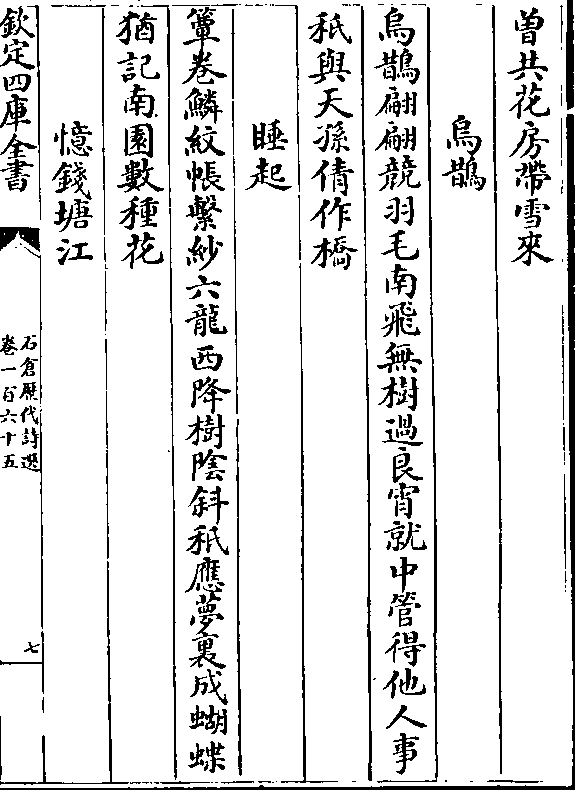 曽共花房帶雪來
烏鵲
烏鵲翩翩競羽毛南飛無樹過良宵就中管得他人事
秖與天孫倩作橋
睡起
簟卷鱗紋帳繫紗六龍西降樹陰斜秖應夢裏成蝴蝶
猶記南園數種花
憶錢塘江
欽定四庫全書
石倉歴代詩選
卷一百六十五
七